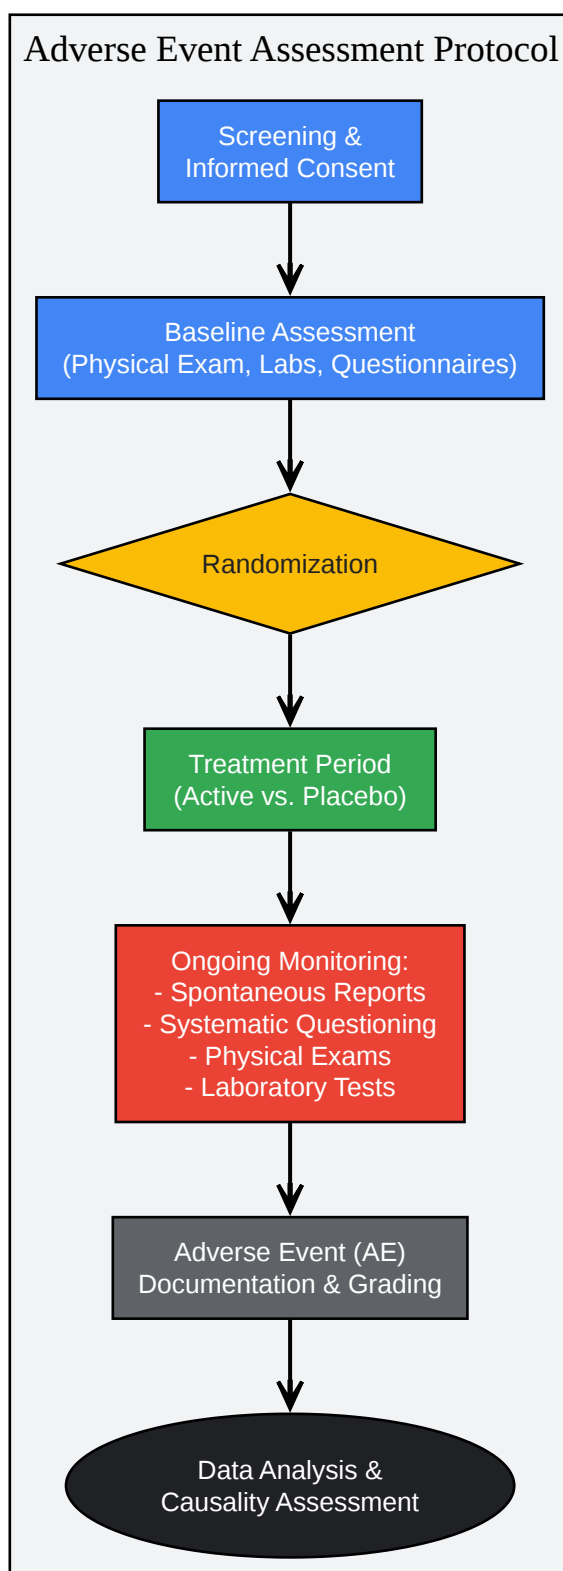 Adverse Event Assessment Protocol
Screening &
Informed Consent
Baseline Assessment
(Physical Exam, Labs, Questionnaires)
Randomization
Treatment Period
(Active vs. Placebo)
Ongoing Monitoring:
- Spontaneous Reports
- Systematic Questioning
- Physical Exams
- Laboratory Tests
Adverse Event (AE)
Documentation & Grading
Data Analysis &
Causality Assessment